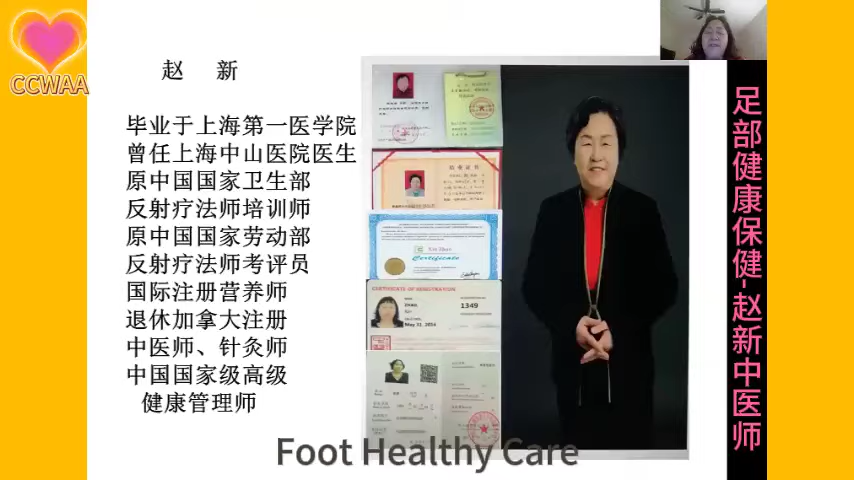 CCWAA
赵 新
毕业于上海第一医学院
曾任上海中山医院医生
原中国国家卫生部
反射疗法师培训师
原中国国家劳动部
反射疗法师考评员
国际注册营养师
退休加拿大注册
中医师、针灸师
中国国家级高级
健康管理师
Certificate
CERTIFICATE OF REGISTRATION
1349
May 31, 2014
足部健康保健-赵新中医师
Foot Healthy Care